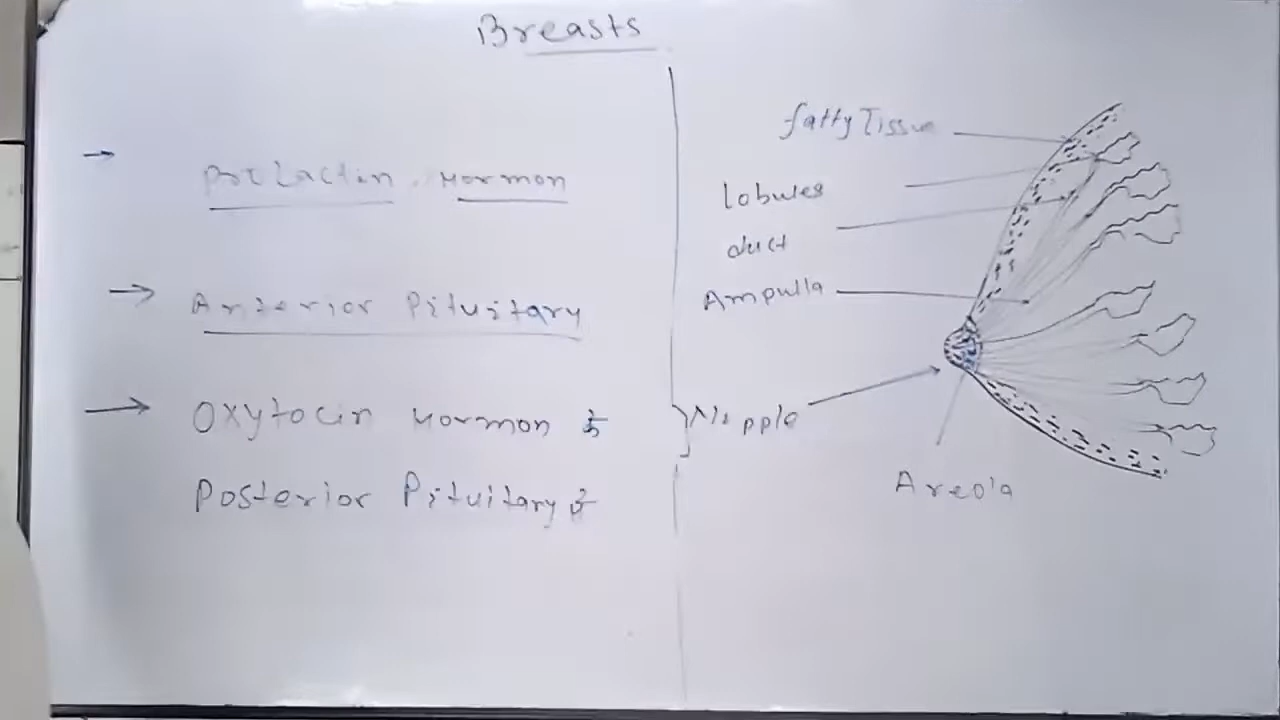 Breasts
Prolactin Hormon
Anterior Pituitary
Oxytocin Hormon
Posterior Pituitary
fatty Tissue
Lobules
duct
Ampulla
Nipple
Areola